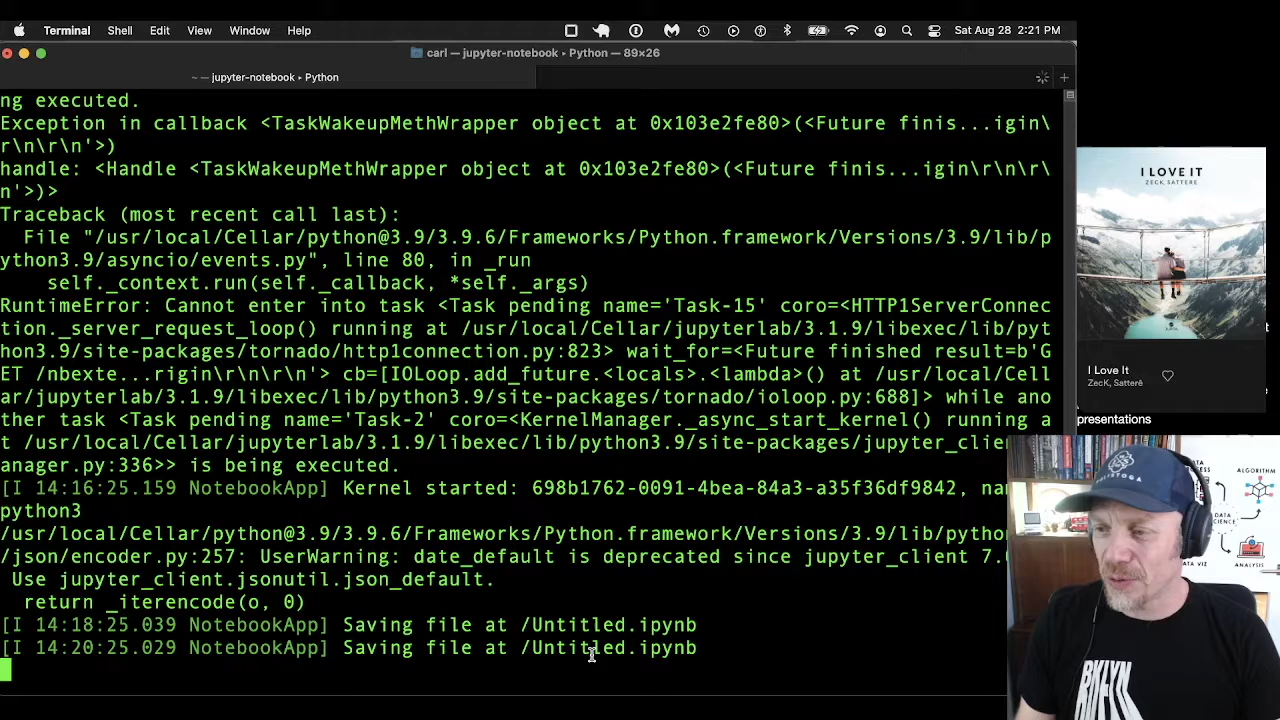 Terminal Shell Edit View Window Help Sat Aug 28 2:21 PM
carl — jupyter-notebook ▸ Python — 89×26
~ — jupyter-notebook ▸ Python
ng executed.
Exception in callback <TaskWakeupMethWrapper object at 0x103e2fe80>(<Future finis...igin\
r\n\r\n'>)
handle: <Handle <TaskWakeupMethWrapper object at 0x103e2fe80>(<Future finis...igin\r\n\r\
n'>)>
Traceback (most recent call last):
File "/usr/local/Cellar/python@3.9/3.9.6/Frameworks/Python.framework/Versions/3.9/lib/p
ython3.9/asyncio/events.py", line 80, in _run
self._context.run(self._callback, *self._args)
RuntimeError: Cannot enter into task <Task pending name='Task-15' coro=<HTTP1ServerConnec
tion._server_request_loop() running at /usr/local/Cellar/jupyterlab/3.1.9/libexec/lib/pyt
hon3.9/site-packages/tornado/http1connection.py:823> wait_for=<Future finished result=b'G
ET /nbexte...rigin\r\n\r\n'> cb=[IOLoop.add_future.<locals>.<lambda>() at /usr/local/Cell
ar/jupyterlab/3.1.9/libexec/lib/python3.9/site-packages/tornado/ioloop.py:688]> while ano
ther task <Task pending name='Task-2' coro=<KernelManager._async_start_kernel() running a
t /usr/local/Cellar/jupyterlab/3.1.9/libexec/lib/python3.9/site-packages/jupyter_clie
anager.py:336>> is being executed.
[I 14:16:25.159 NotebookApp] Kernel started: 698b1762-0091-4bea-84a3-a35f36df9842, na
python3
/usr/local/Cellar/python@3.9/3.9.6/Frameworks/Python.framework/Versions/3.9/lib/python
/json/encoder.py:257: UserWarning: date_default is deprecated since jupyter_client 7.0
Use jupyter_client.jsonutil.json_default.
return _iterencode(o, 0)
[I 14:18:25.039 NotebookApp] Saving file at /Untitled.ipynb
[I 14:20:25.029 NotebookApp] Saving file at /Untitled.ipynb
I LOVE IT
ZECK, SATTERE
I Love It
ZecK, Satterē
presentations
ALGORITHM
DATA
SCIENCE
DATA VIZ
ANALYSIS
BKLYN